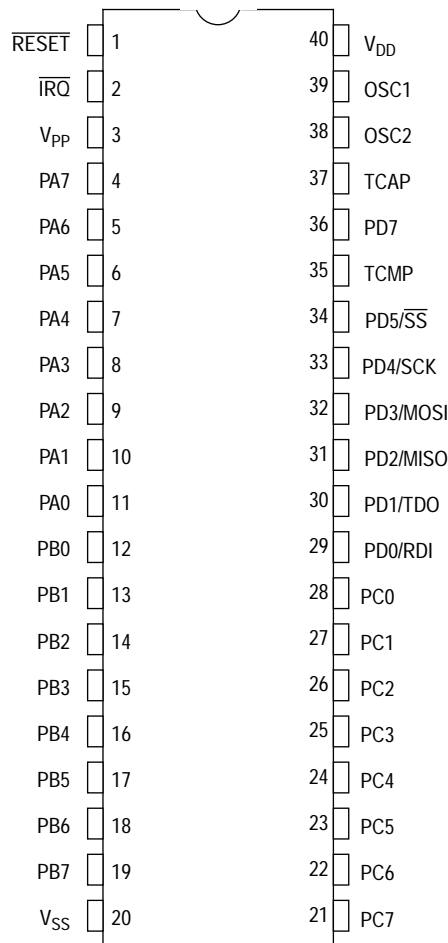 R̅E̅S̅E̅T̅ 1 40 VDD
I̅R̅Q̅ 2 39 OSC1
VPP 3 38 OSC2
PA7 4 37 TCAP
PA6 5 36 PD7
PA5 6 35 TCMP
PA4 7 34 PD5/S̅S̅
PA3 8 33 PD4/SCK
PA2 9 32 PD3/MOSI
PA1 10 31 PD2/MISO
PA0 11 30 PD1/TDO
PB0 12 29 PD0/RDI
PB1 13 28 PC0
PB2 14 27 PC1
PB3 15 26 PC2
PB4 16 25 PC3
PB5 17 24 PC4
PB6 18 23 PC5
PB7 19 22 PC6
VSS 20 21 PC7